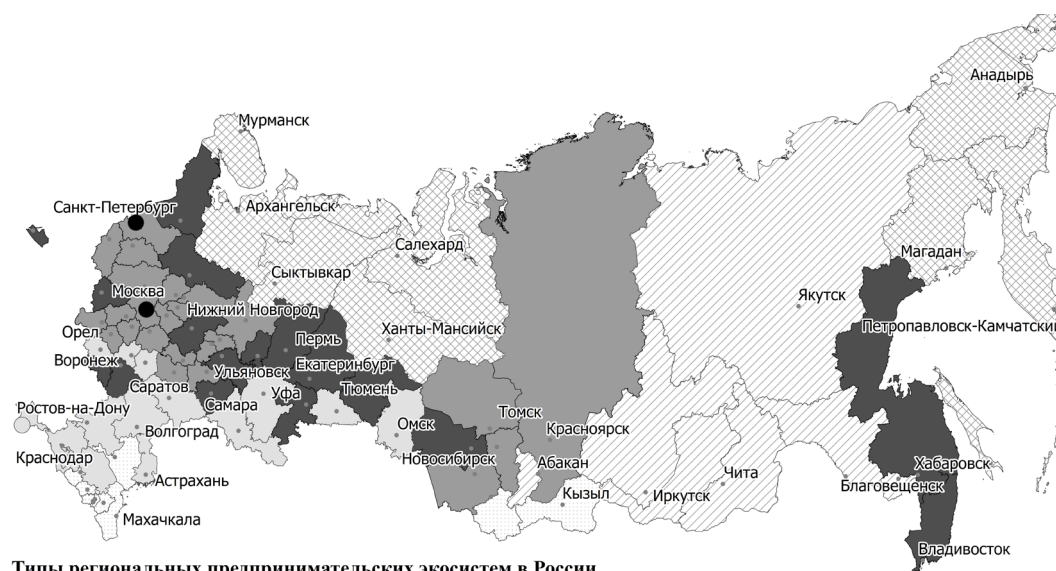 Анадырь
Мурманск
Санкт-Петербург
Архангельск
Салехард
Магадан
Сыктывкар
Москва
Якутск
Нижний Новгород
Петропавловск-Камчатский
Орел
Ханты-Мансийск
Пермь
Воронеж
Екатеринбург
Ульяновск
Саратов
Уфа
Тюмень
Самара
Ростов-на-Дону
Томск
Омск
Волгоград
Красноярск
Краснодар
Новосибирск
Хабаровск
Абакан
Чита
Астрахань
Благовещенск
Кызыл
Иркутск
Махачкала
Владивосток
Типы региональных предпринимательских экосистем в России